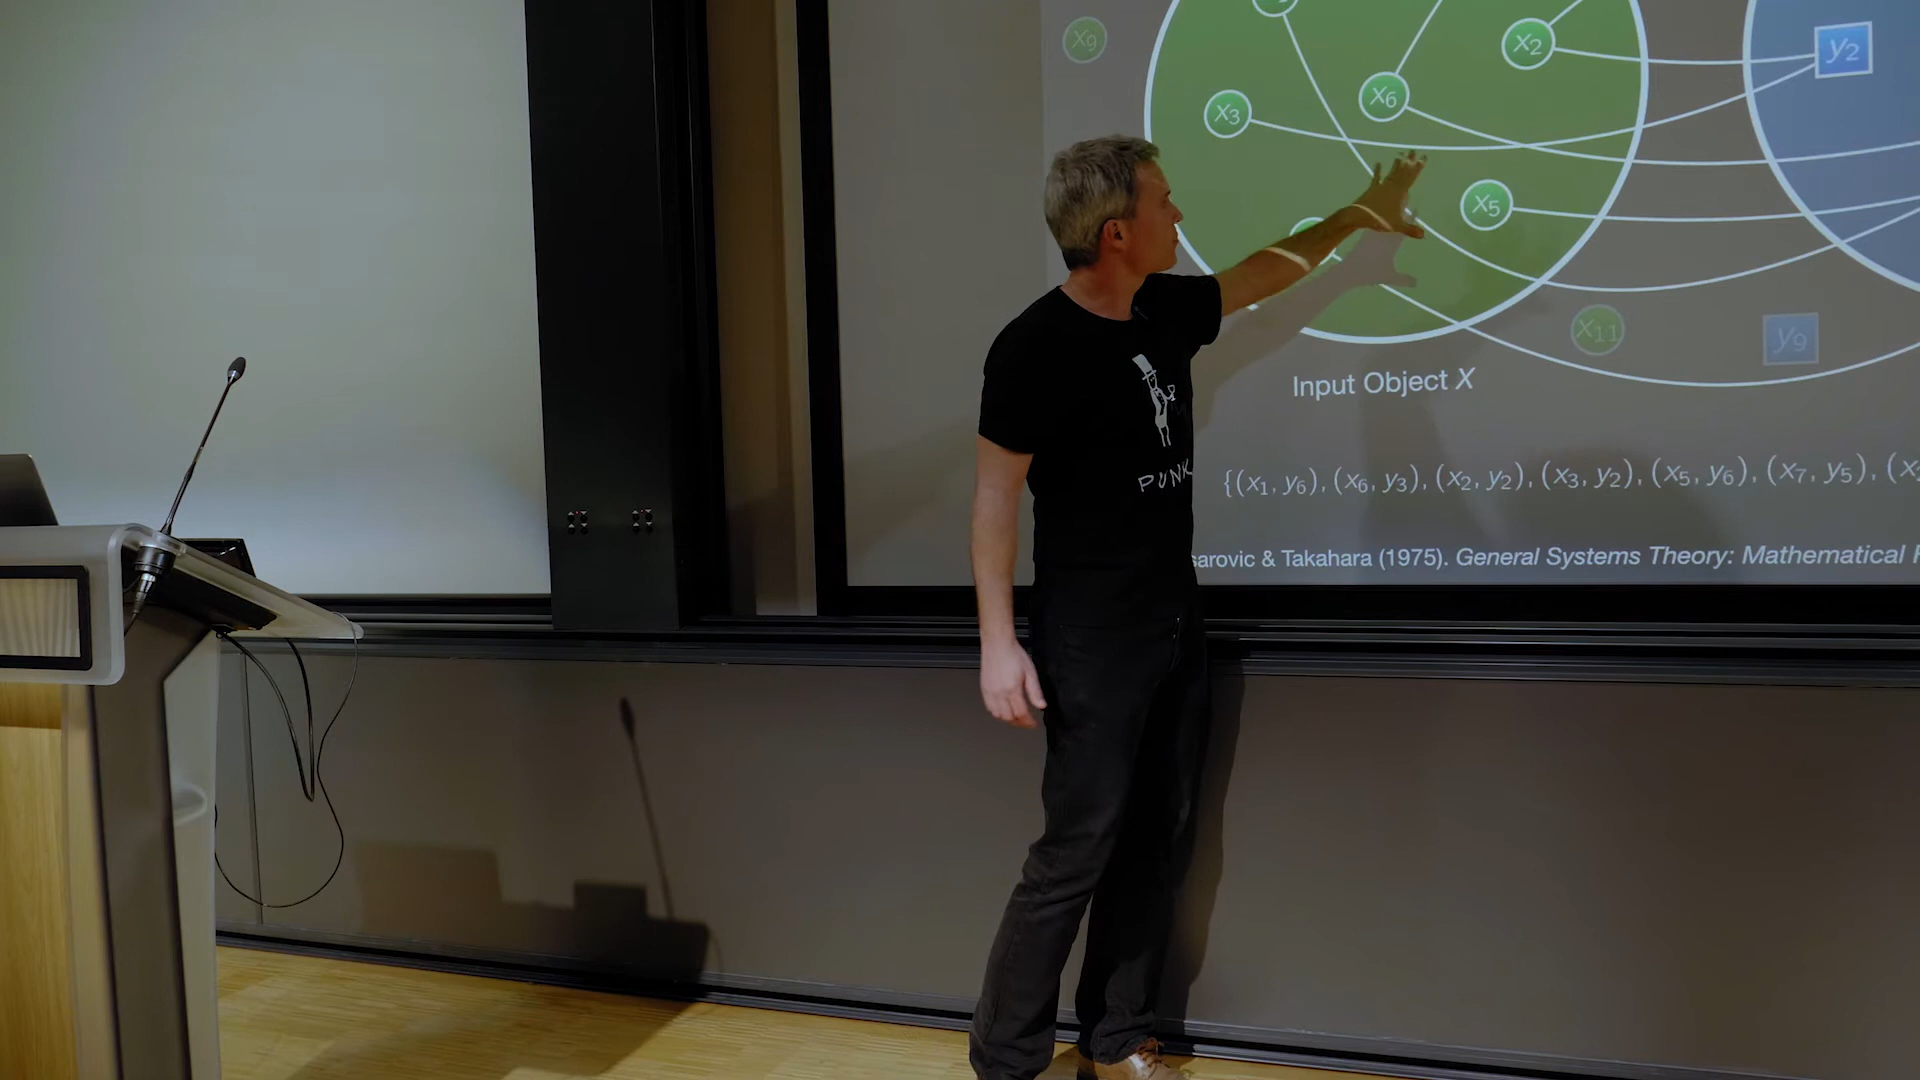 x₉
x₂
y₂
x₆
x₃
x₅
x₁₁
y₉
Input Object X
PUNK
{(x₁, y₆), (x₆, y₃), (x₂, y₂), (x₃, y₂), (x₅, y₆), (x₇, y₅),
& Takahara (1975). General Systems Theory: Mathematical